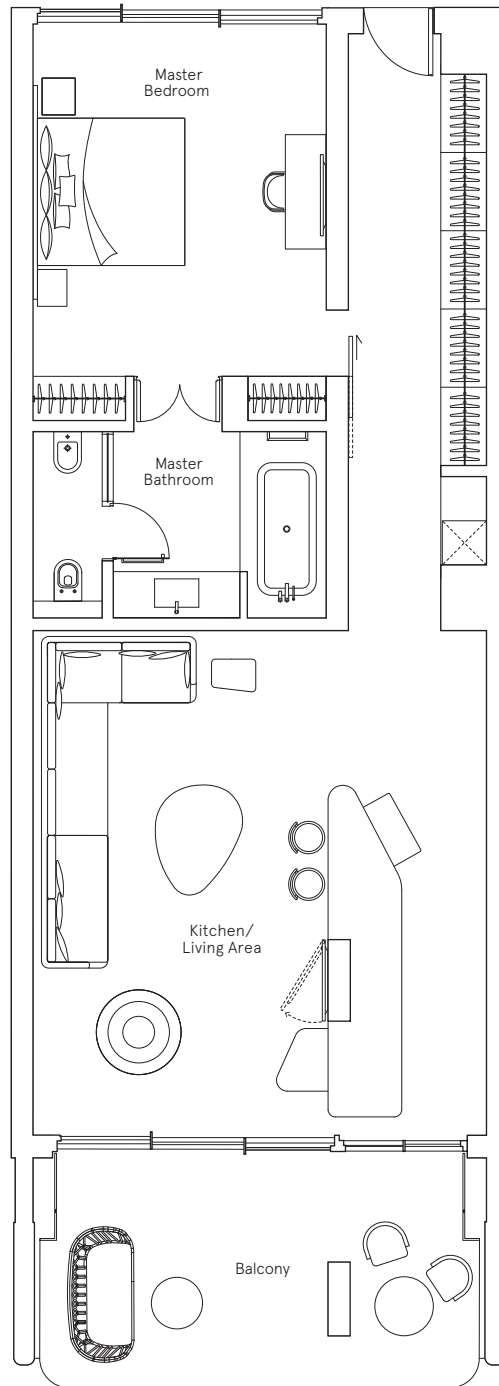 Master
Bedroom
Master
Bathroom
Kitchen/
Living Area
Balcony